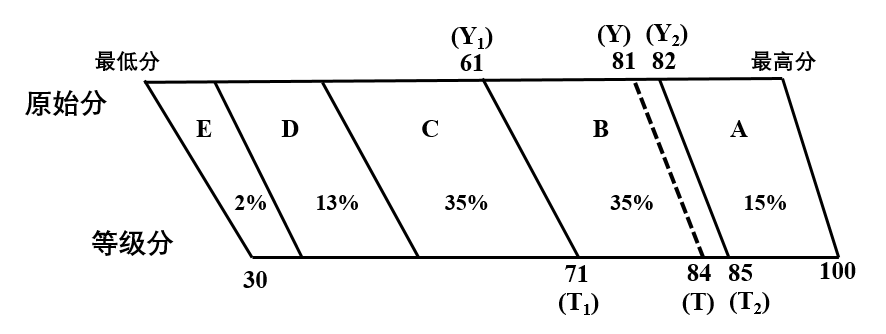 (Y₁) (Y) (Y₂)
最低分 61 81 82 最高分
原始分
E D C B A
2% 13% 35% 35% 15%
等级分
30 71 84 85 100
(T₁) (T) (T₂)